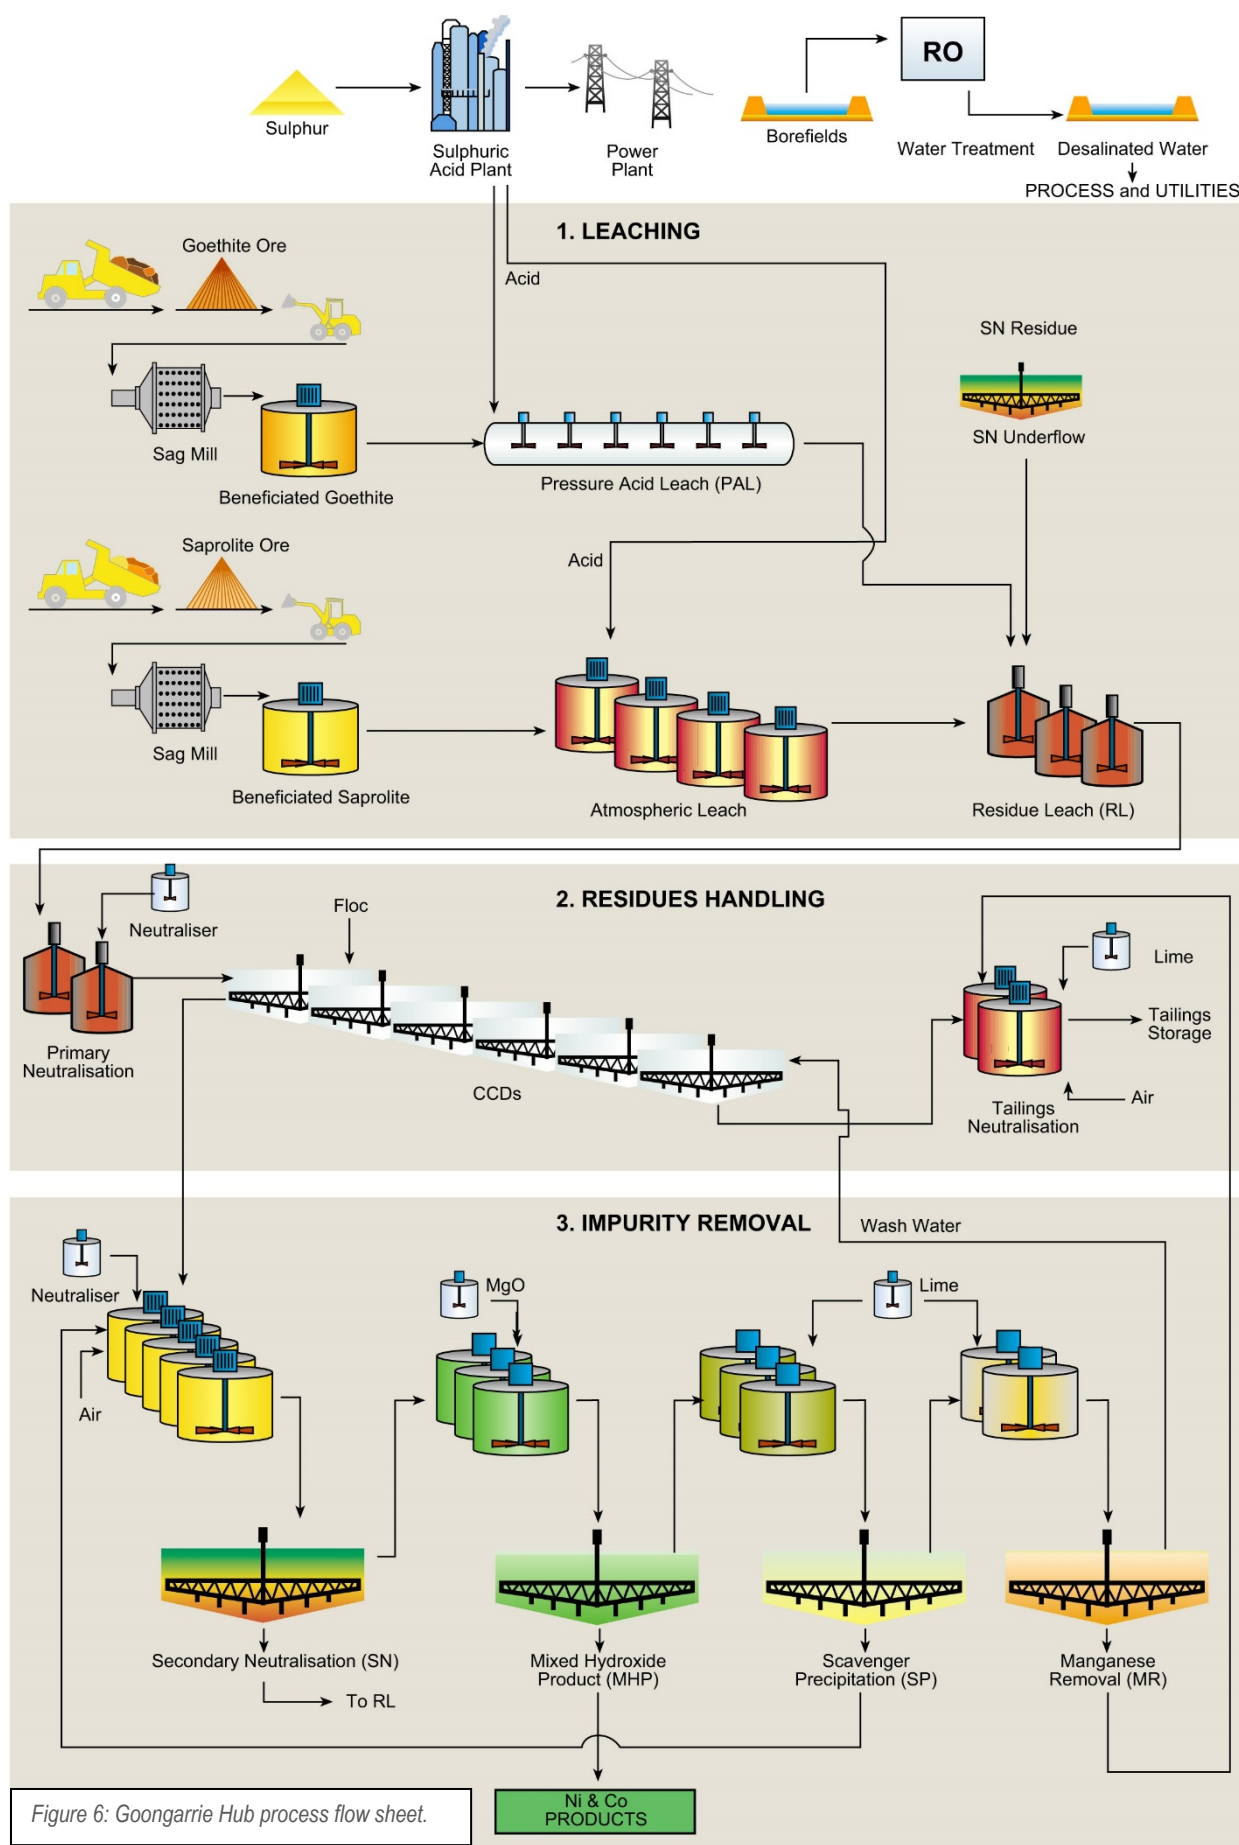 RO
Sulphur
Sulphuric
Acid Plant
Power
Plant
Borefields
Water Treatment
Desalinated Water
PROCESS and UTILITIES
1. LEACHING
Goethite Ore
Acid
SN Residue
SN Underflow
Sag Mill
Beneficiated Goethite
Pressure Acid Leach (PAL)
Saprolite Ore
Acid
Sag Mill
Beneficiated Saprolite
Atmospheric Leach
Residue Leach (RL)
2. RESIDUES HANDLING
Floc
Neutraliser
Lime
Tailings
Storage
Primary
Neutralisation
CCDs
Air
Tailings
Neutralisation
3. IMPURITY REMOVAL
Wash Water
Neutraliser
MgO
Lime
Air
Secondary Neutralisation (SN)
To RL
Mixed Hydroxide
Product (MHP)
Scavenger
Precipitation (SP)
Manganese
Removal (MR)
Ni & Co
PRODUCTS
Figure 6: Goongarrie Hub process flow sheet.